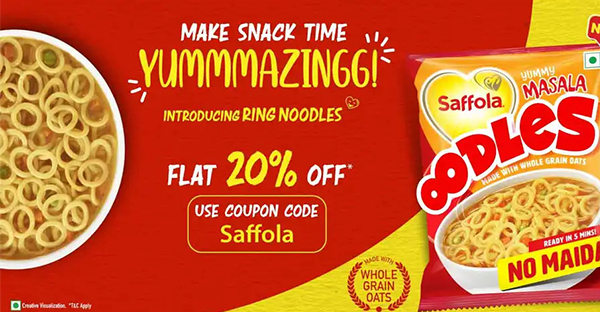 MAKE SNACK TIME
YUMMMAZINGG!
INTRODUCING RING NOODLES
FLAT 20% OFF*
USE COUPON CODE
Saffola
MADE WITH
WHOLE
GRAIN
OATS
Creative Visualization. *T&C Apply
N
Saffola
YUMMY
MASALA
OODLES
MADE WITH WHOLE GRAIN OATS
READY IN 5 MINS!
NO MAIDA